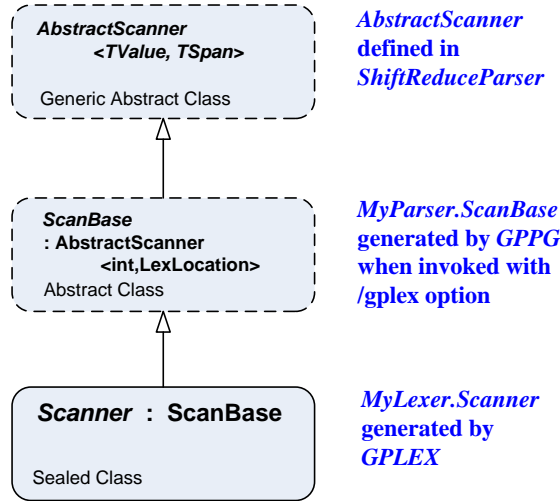 AbstractScanner
<TValue, TSpan>
Generic Abstract Class
AbstractScanner
defined in
ShiftReduceParser
ScanBase
: AbstractScanner
<int,LexLocation>
Abstract Class
MyParser.ScanBase
generated by GPPG
when invoked with
/gplex option
Scanner : ScanBase
Sealed Class
MyLexer.Scanner
generated by
GPLEX